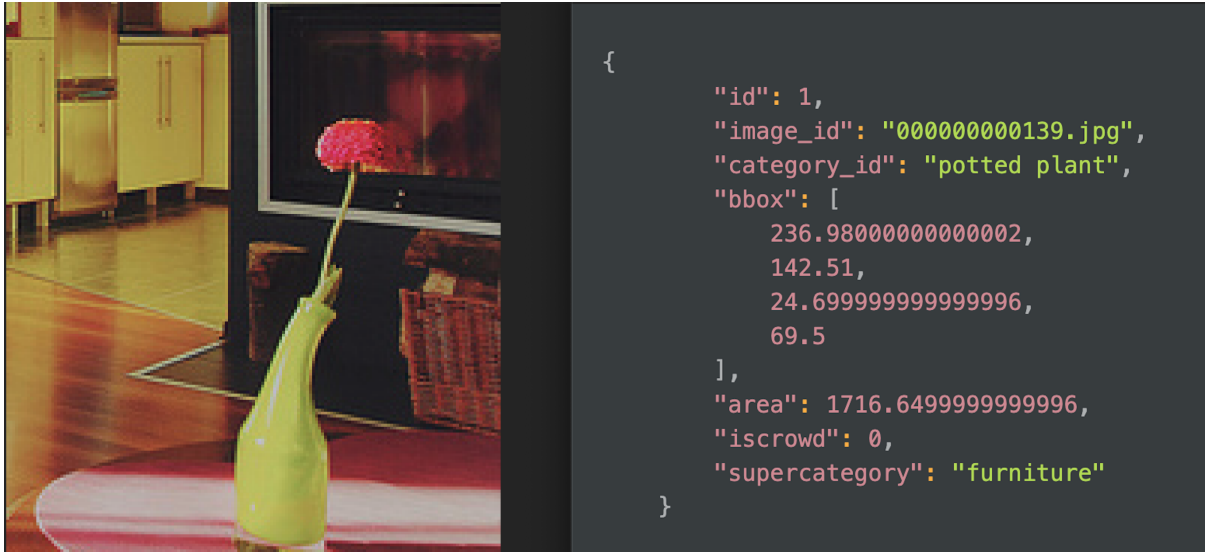 {
"id": 1,
"image_id": "000000000139.jpg",
"category_id": "potted plant",
"bbox": [
236.98000000000002,
142.51,
24.699999999999996,
69.5
],
"area": 1716.6499999999996,
"iscrowd": 0,
"supercategory": "furniture"
}